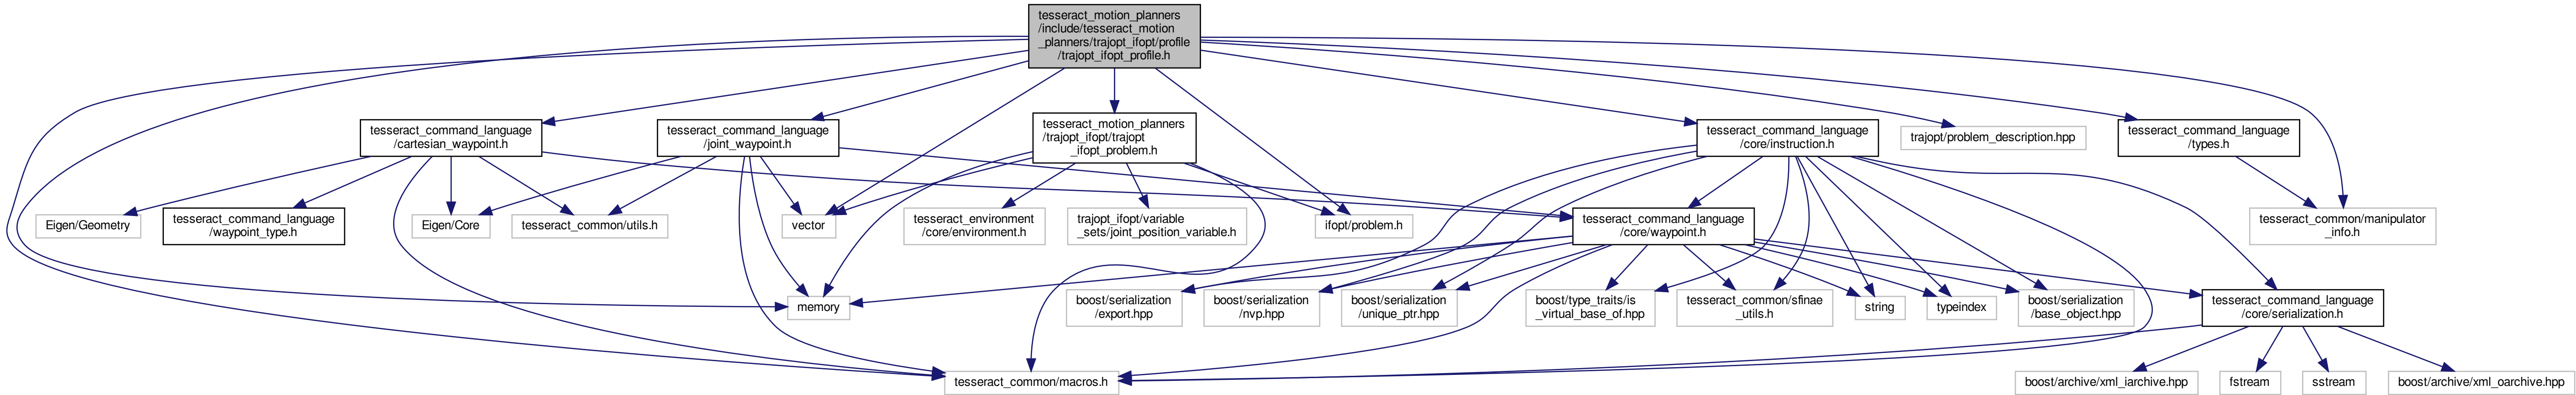 tesseract_motion_planners
/include/tesseract_motion
_planners/trajopt_ifopt/profile
/trajopt_ifopt_profile.h
tesseract_command_language
/cartesian_waypoint.h
tesseract_command_language
/joint_waypoint.h
tesseract_motion_planners
/trajopt_ifopt/trajopt
_ifopt_problem.h
tesseract_command_language
/core/instruction.h
trajopt/problem_description.hpp
tesseract_command_language
/types.h
Eigen/Geometry
tesseract_command_language
/waypoint_type.h
Eigen/Core
tesseract_common/utils.h
vector
tesseract_environment
/core/environment.h
trajopt_ifopt/variable
_sets/joint_position_variable.h
ifopt/problem.h
tesseract_command_language
/core/waypoint.h
tesseract_common/manipulator
_info.h
memory
boost/serialization
/export.hpp
boost/serialization
/nvp.hpp
boost/serialization
/unique_ptr.hpp
boost/type_traits/is
_virtual_base_of.hpp
tesseract_common/sfinae
_utils.h
string
typeindex
boost/serialization
/base_object.hpp
tesseract_command_language
/core/serialization.h
tesseract_common/macros.h
boost/archive/xml_iarchive.hpp
fstream
sstream
boost/archive/xml_oarchive.hpp